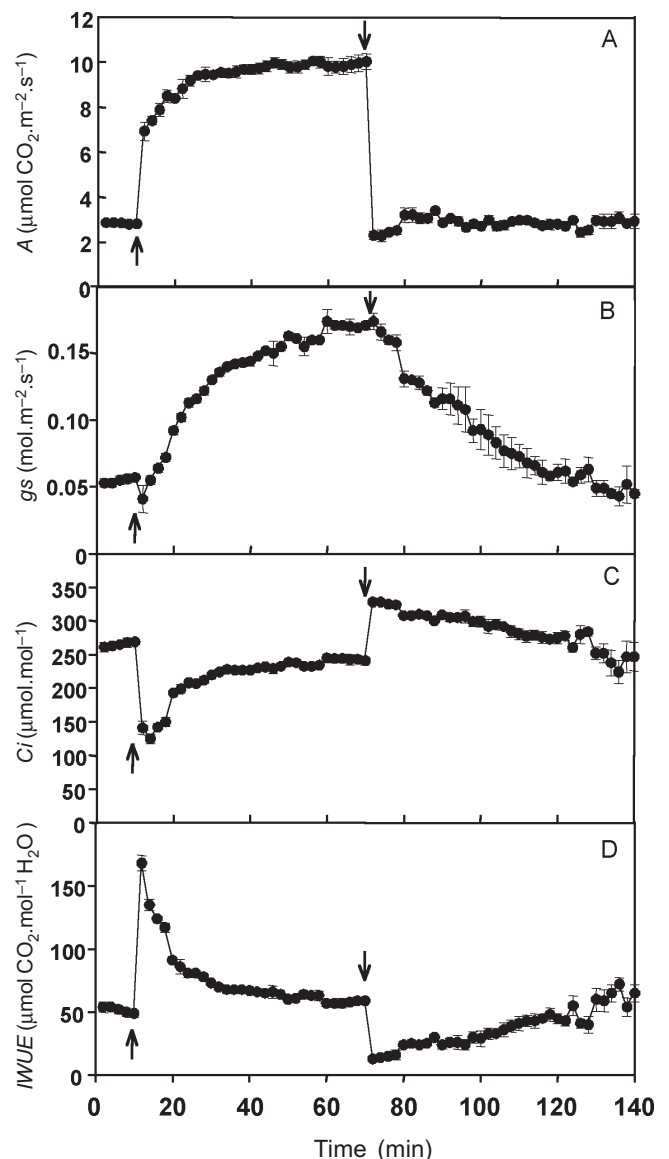 12
10
8
6
4
2
0
A (μmol CO₂.m⁻².s⁻¹)
A
0.15
0.10
0.05
0
gs (mol.m⁻².s⁻¹)
B
350
300
250
200
150
100
50
0
Ci (μmol.mol⁻¹)
C
150
100
50
0
IWUE (μmol CO₂.mol⁻¹ H₂O)
D
0 20 40 60 80 100 120 140
Time (min)